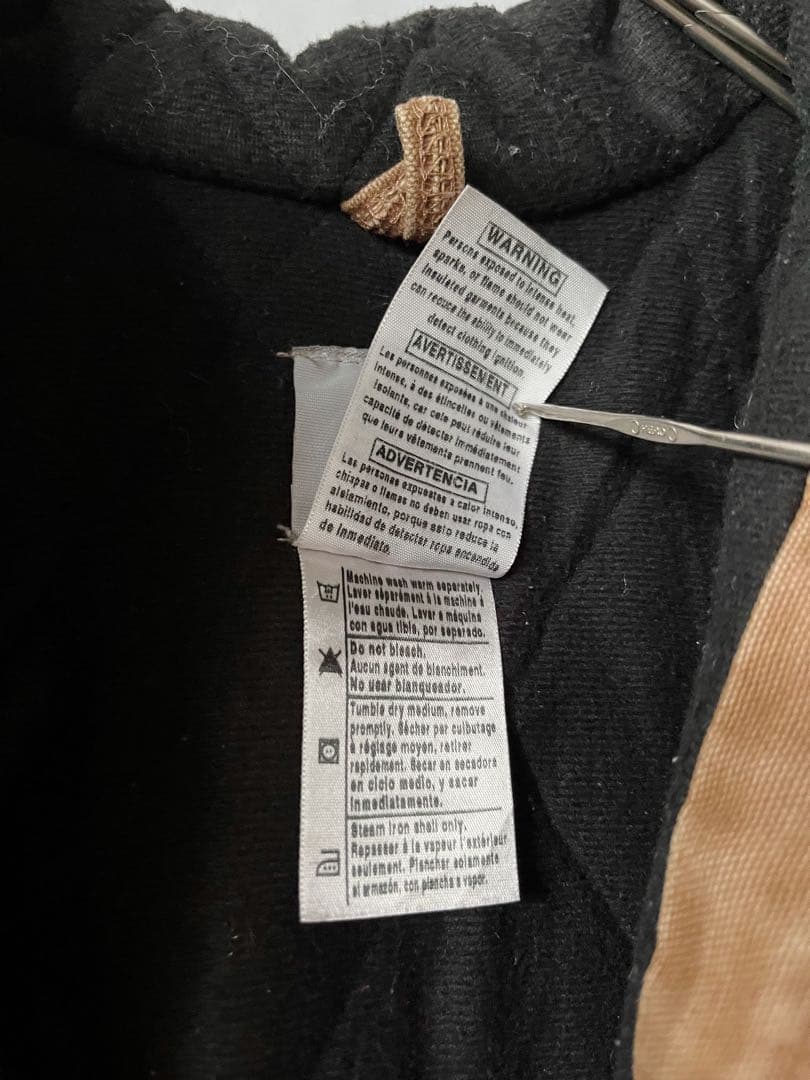 WARNING
Persons exposed to intense heat,
sparks, or flame should not wear
insulated garments because they
can reduce the ability to immediately
detect clothing ignition
AVERTISSEMENT
Les personnes exposées à une chaleur
intense, à des étincelles ou vêtements
isolants, car cela peut réduire leur
capacité de détecter immédiatement
que leurs vêtements prennent feu.
ADVERTENCIA
Las personas expuestas a calor intenso,
chispas o llamas no deben usar ropa con
aislamiento, porque esto reduce la
habilidad de detectar ropa encendida
de inmediato.
Machine wash warm separately.
Laver séparément à la machine à
l'eau chaude. Lavar a máquina
con agua tibia, por separado.
Do not bleach.
Aucun agent de blanchiment.
No usar blanqueador.
Tumble dry medium, remove
promptly. Sécher par culbutage
à réglage moyen, retirer
rapidement. Secar en secadora
en ciclo medio, y sacar
inmediatamente.
Steam iron shell only.
Repasser à la vapeur l'extérieur
seulement. Planchar solamente
el armazón, con plancha a vapor.